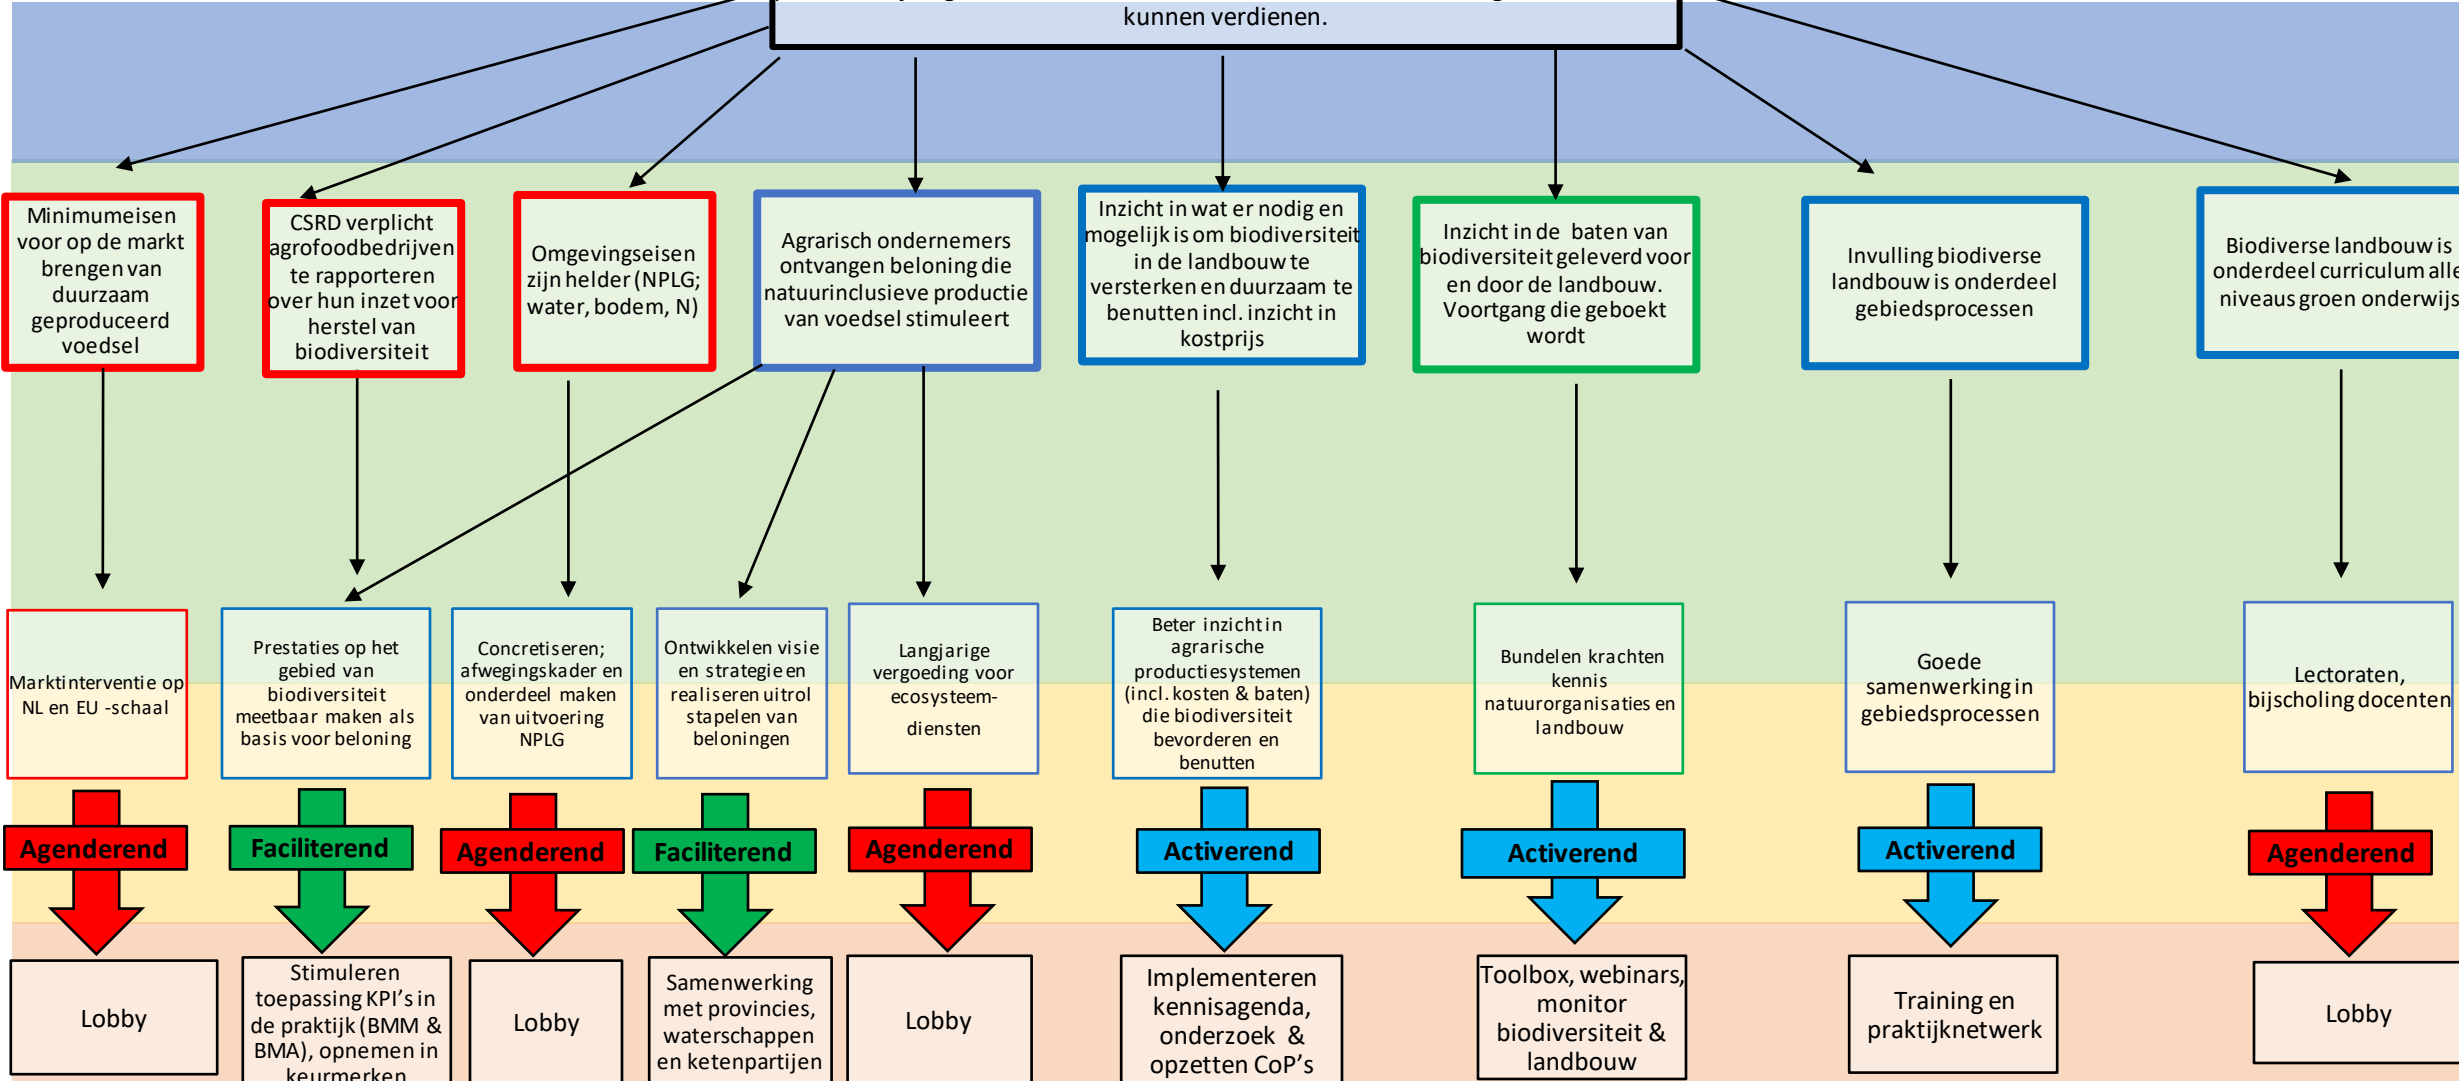 kunnen verdienen.
Minimumeisen
voor op de markt
brengen van
duurzaam
geproduceerd
voedsel
CSRD verplicht
agrofoodbedrijven
te rapporteren
over hun inzet voor
herstel van
biodiversiteit
Omgevingseisen
zijn helder (NPLG;
water, bodem, N)
Agrarisch ondernemers
ontvangen beloning die
natuurinclusieve productie
van voedsel stimuleert
Inzicht in wat er nodig en
mogelijk is om biodiversiteit
in de landbouw te
versterken en duurzaam te
benutten incl. inzicht in
kostprijs
Inzicht in de baten van
biodiversiteit geleverd voor
en door de landbouw.
Voortgang die geboekt
wordt
Invulling biodiverse
landbouw is onderdeel
gebiedsprocessen
Biodiverse landbouw is
onderdeel curriculum alle
niveaus groen onderwijs
Marktinterventie op
NL en EU -schaal
Prestaties op het
gebied van
biodiversiteit
meetbaar maken als
basis voor beloning
Concretiseren;
afwegingskader en
onderdeel maken
van uitvoering
NPLG
Ontwikkelen visie
en strategie en
realiseren uitrol
stapelen van
beloningen
Langjarige
vergoeding voor
ecosysteem-
diensten
Beter inzicht in
agrarische
productiesystemen
(incl. kosten & baten)
die biodiversiteit
bevorderen en
benutten
Bundelen krachten
kennis
natuurorganisaties en
landbouw
Goede
samenwerking in
gebiedsprocessen
Lectoraten,
bijscholing docenten
Agenderend
Faciliterend
Agenderend
Faciliterend
Agenderend
Activerend
Activerend
Activerend
Agenderend
Lobby
Stimuleren
toepassing KPI's in
de praktijk (BMM &
BMA), opnemen in
keurmerken
Lobby
Samenwerking
met provincies,
waterschappen
en ketenpartijen
Lobby
Implementeren
kennisagenda,
onderzoek &
opzetten CoP's
Toolbox, webinars,
monitor
biodiversiteit &
landbouw
Training en
praktijknetwerk
Lobby